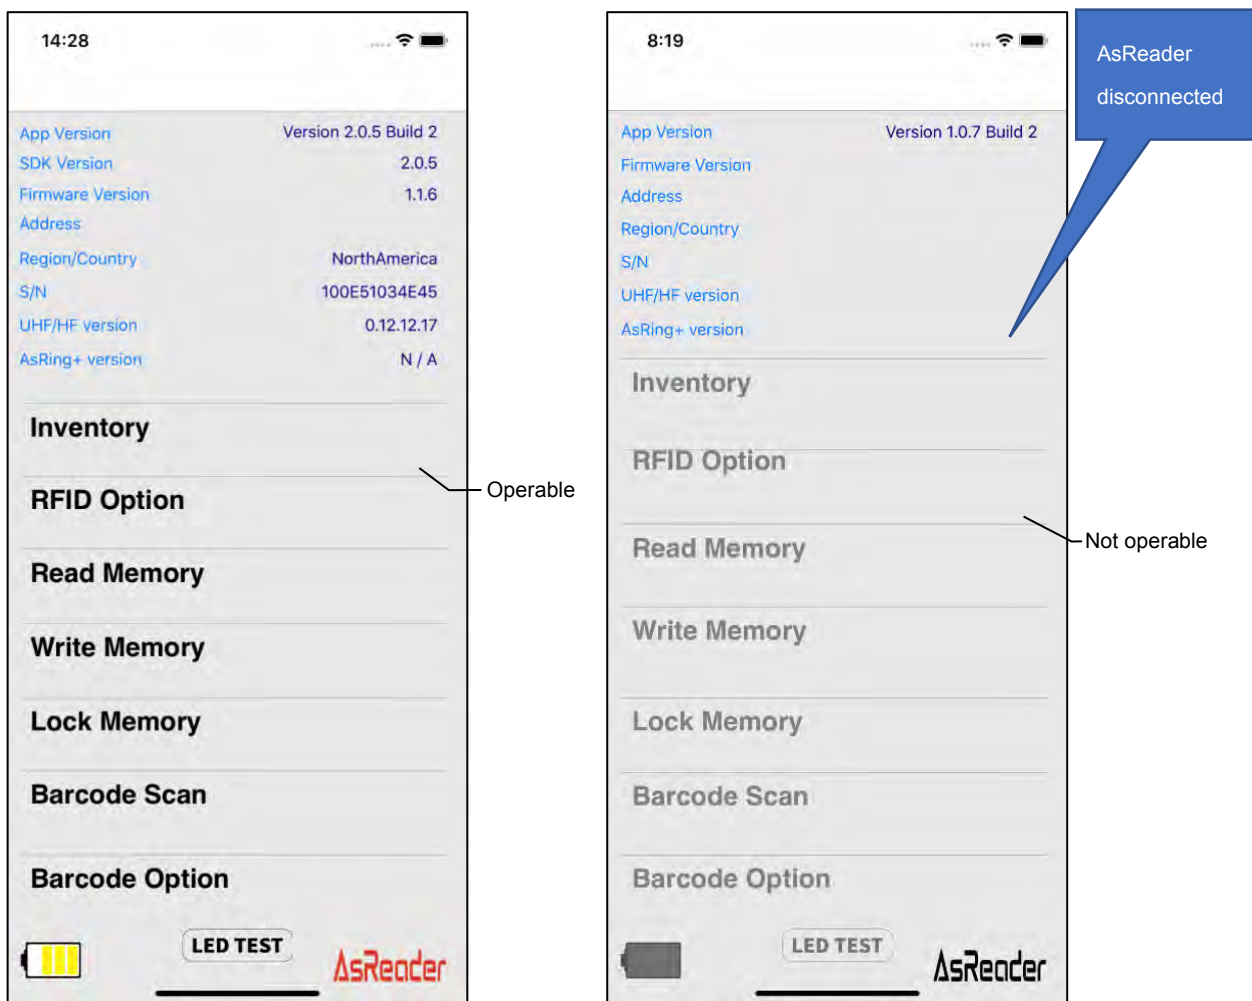 14:28
App Version Version 2.0.5 Build 2
SDK Version 2.0.5
Firmware Version 1.1.6
Address
Region/Country NorthAmerica
S/N 100E51034E45
UHF/HF version 0.12.12.17
AsRing+ version N / A
Inventory
Operable
RFID Option
Read Memory
Write Memory
Lock Memory
Barcode Scan
Barcode Option
LED TEST
AsReader
8:19
AsReader
disconnected
App Version Version 1.0.7 Build 2
Firmware Version
Address
Region/Country
S/N
UHF/HF version
AsRing+ version
Inventory
RFID Option
Not operable
Read Memory
Write Memory
Lock Memory
Barcode Scan
Barcode Option
LED TEST
AsReader